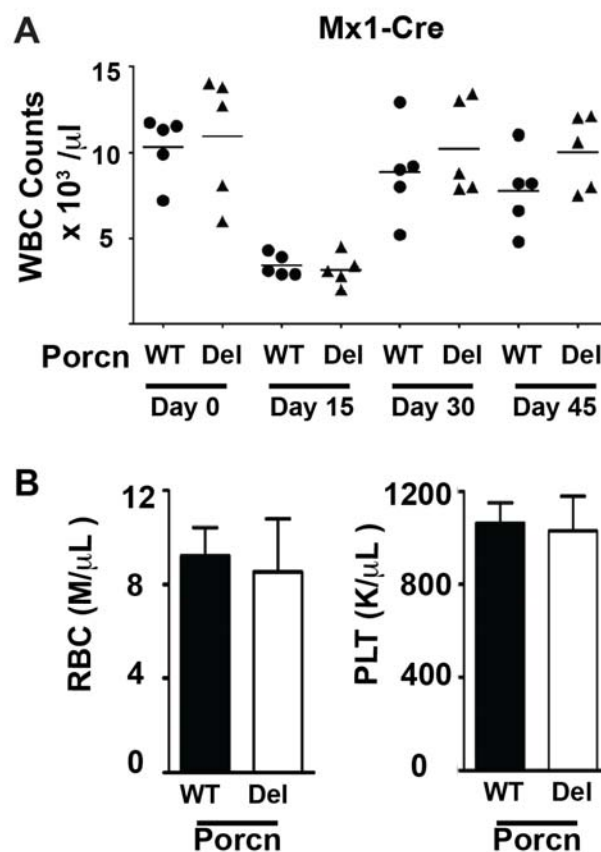 A
Mx1-Cre
WBC Counts
x 10³ /µl
15
10
5
Porcn WT Del WT Del WT Del WT Del
Day 0 Day 15 Day 30 Day 45
B
RBC (M/µL )
12
8
4
0
WT Del
Porcn
PLT (K/µL )
1200
1000
400
0
WT Del
Porcn